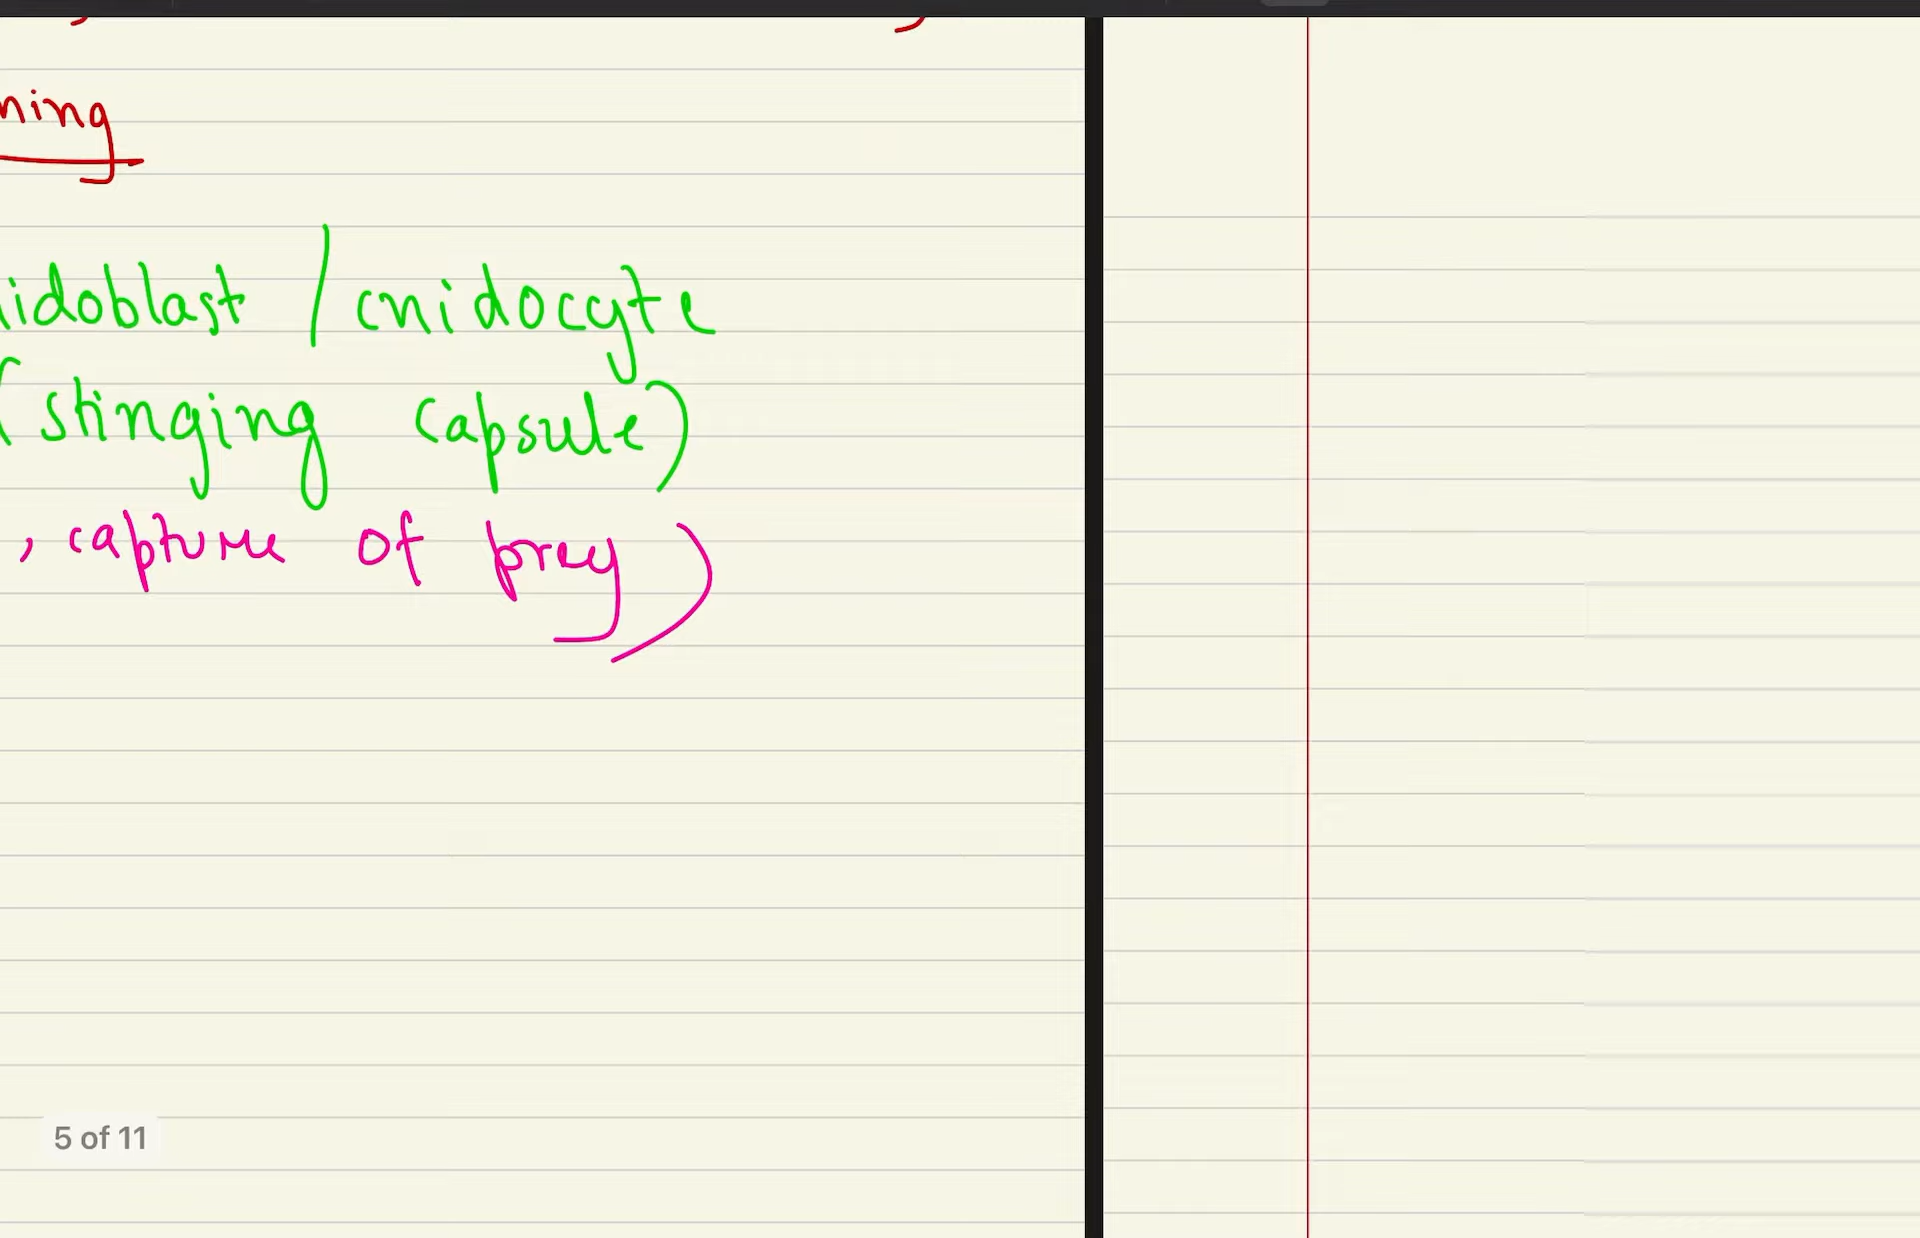 ning
idoblast / cnidocyte
(stinging capsule)
, capture of prey)
5 of 11